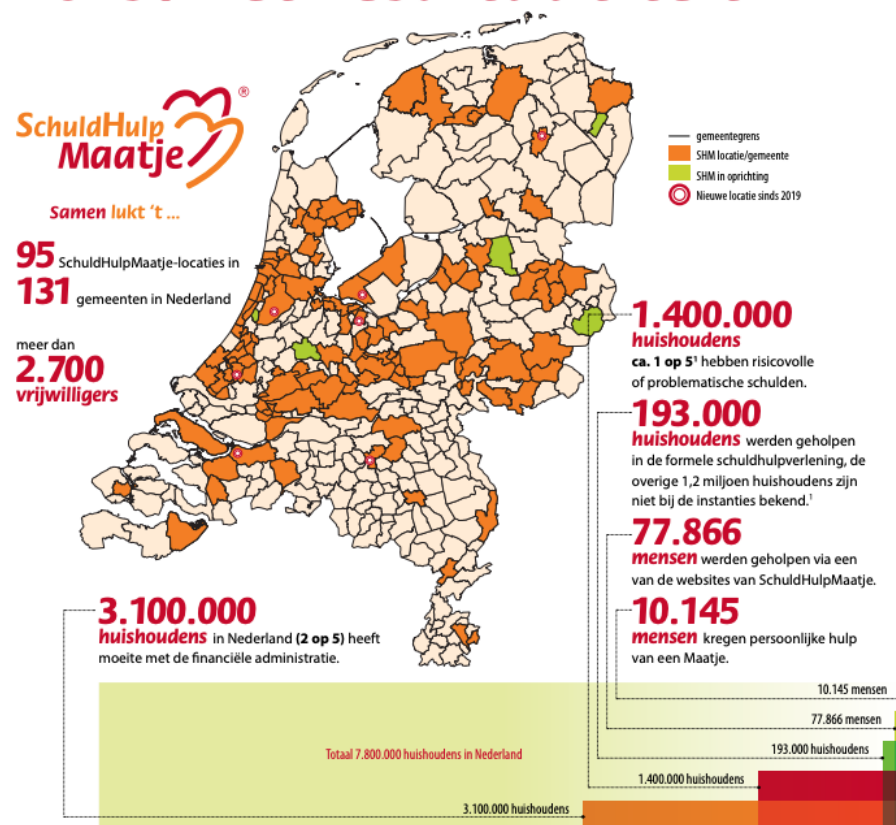 SchuldHulp
Maatje®
Samen lukt 't ...
gemeentegrens
SHM locatie/gemeente
SHM in oprichting
Nieuwe locatie sinds 2019
95 SchuldHulpMaatje-locaties in
131 gemeenten in Nederland
meer dan
2.700
vrijwilligers
1.400.000
huishoudens
ca. 1 op 5¹ hebben risicovolle
of problematische schulden.
193.000
huishoudens werden geholpen
in de formele schuldhulpverlening, de
overige 1,2 miljoen huishoudens zijn
niet bij de instanties bekend.¹
77.866
mensen werden geholpen via een
van de websites van SchuldHulpMaatje.
10.145
mensen kregen persoonlijke hulp
van een Maatje.
3.100.000
huishoudens in Nederland (2 op 5) heeft
moeite met de financiële administratie.
10.145 mensen
77.866 mensen
Totaal 7.800.000 huishoudens in Nederland
193.000 huishoudens
1.400.000 huishoudens
3.100.000 huishoudens